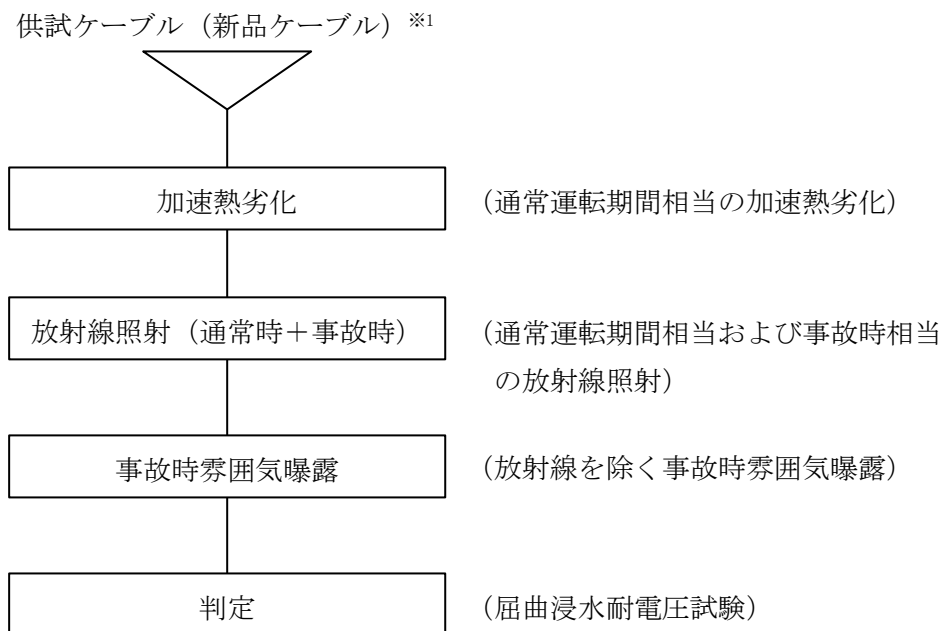 供試ケーブル（新品ケーブル）※1
加速熱劣化
（通常運転期間相当の加速熱劣化）
放射線照射（通常時＋事故時）
（通常運転期間相当および事故時相当
の放射線照射）
事故時雰囲気曝露
（放射線を除く事故時雰囲気曝露）
判定
（屈曲浸水耐電圧試験）